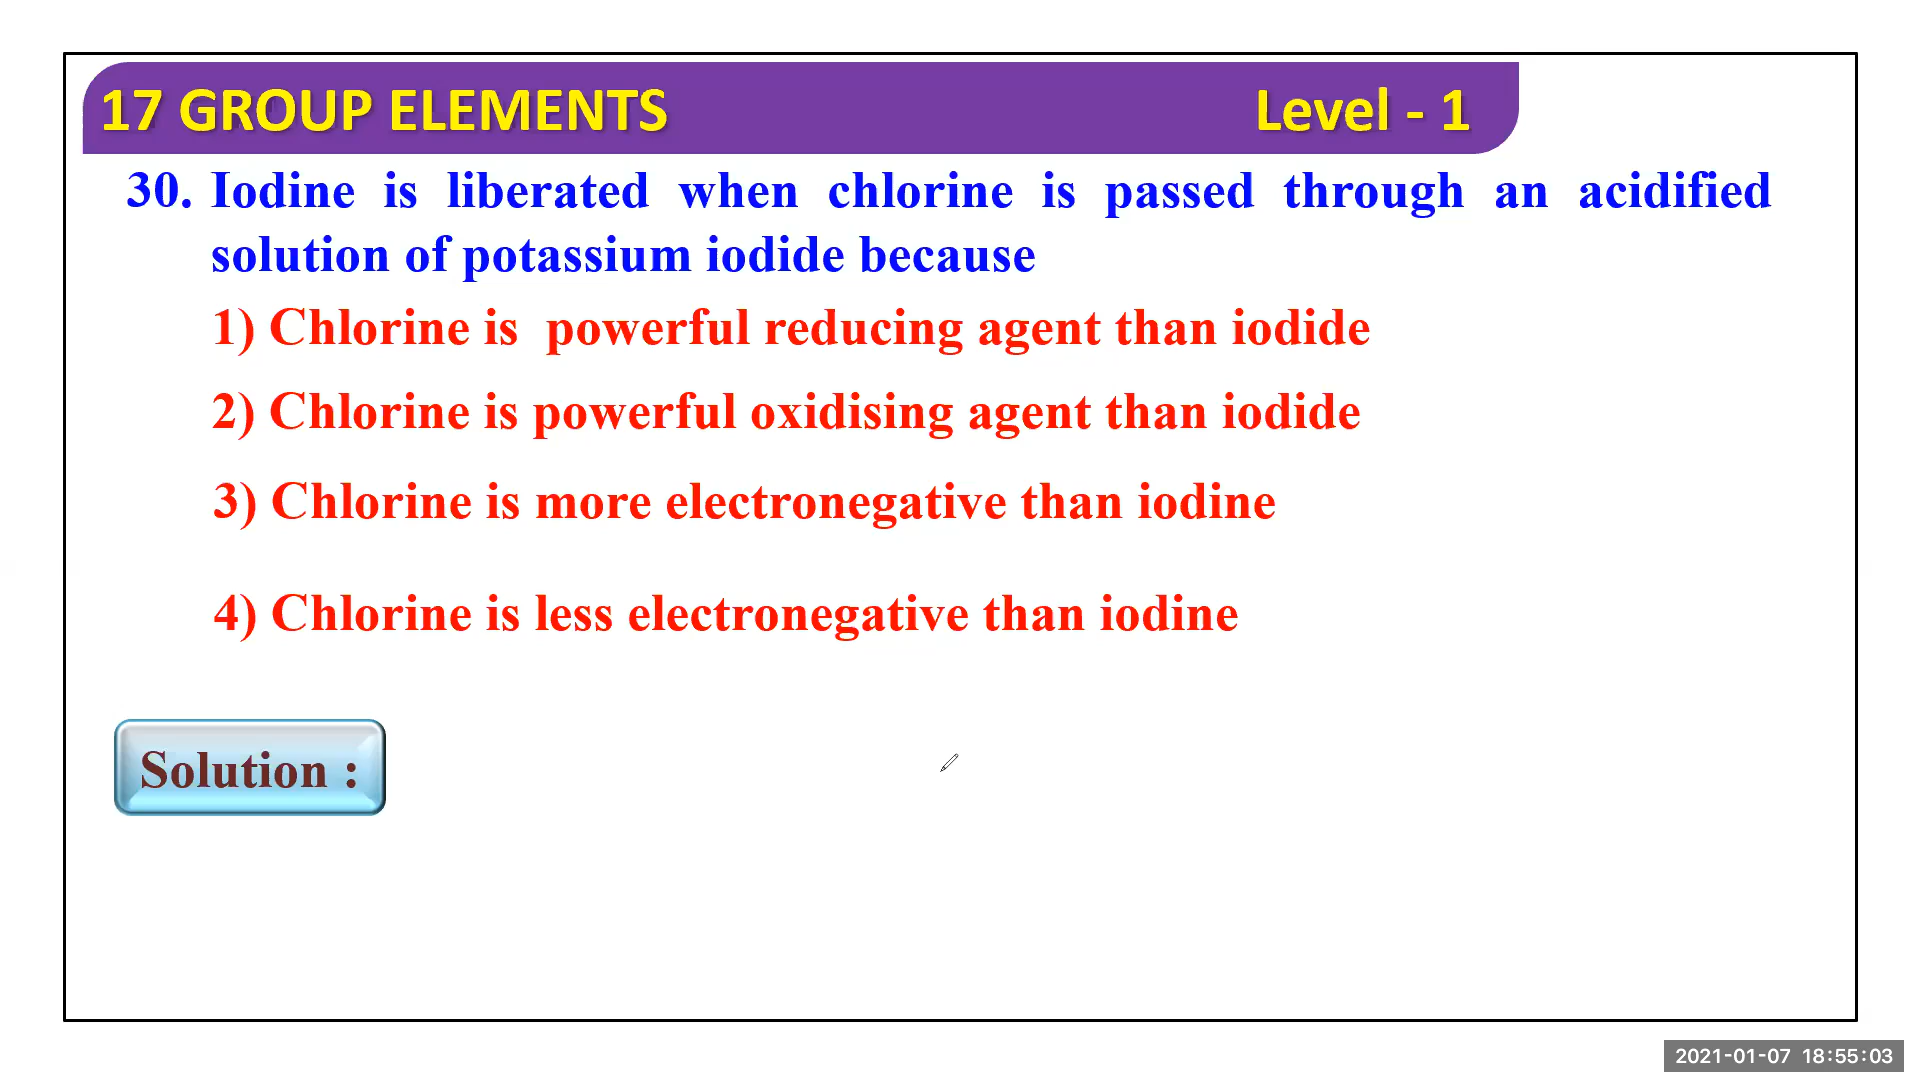 17 GROUP ELEMENTS Level - 1
30. Iodine is liberated when chlorine is passed through an acidified
solution of potassium iodide because
1) Chlorine is powerful reducing agent than iodide
2) Chlorine is powerful oxidising agent than iodide
3) Chlorine is more electronegative than iodine
4) Chlorine is less electronegative than iodine
Solution :
2021-01-07 18:55:03